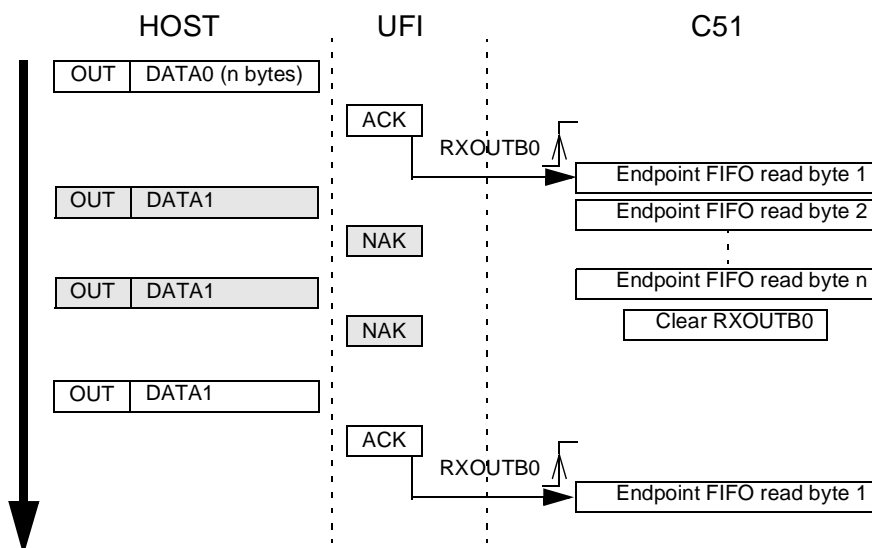 HOST UFI C51
OUT DATA0 (n bytes)
ACK
RXOUTB0
Endpoint FIFO read byte 1
OUT DATA1
Endpoint FIFO read byte 2
NAK
OUT DATA1
Endpoint FIFO read byte n
NAK
Clear RXOUTB0
OUT DATA1
ACK
RXOUTB0
Endpoint FIFO read byte 1